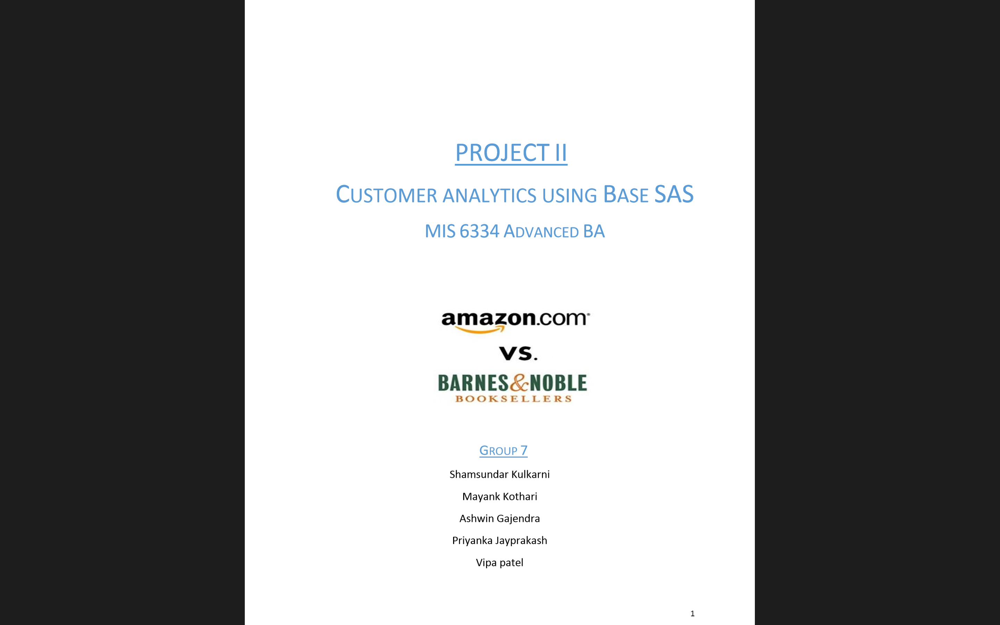 PROJECT II
CUSTOMER ANALYTICS USING BASE SAS
MIS 6334 ADVANCED BA
amazon.com®
vs.
BARNES&NOBLE
BOOKSELLERS
GROUP 7
Shamsundar Kulkarni
Mayank Kothari
Ashwin Gajendra
Priyanka Jayprakash
Vipa patel
1